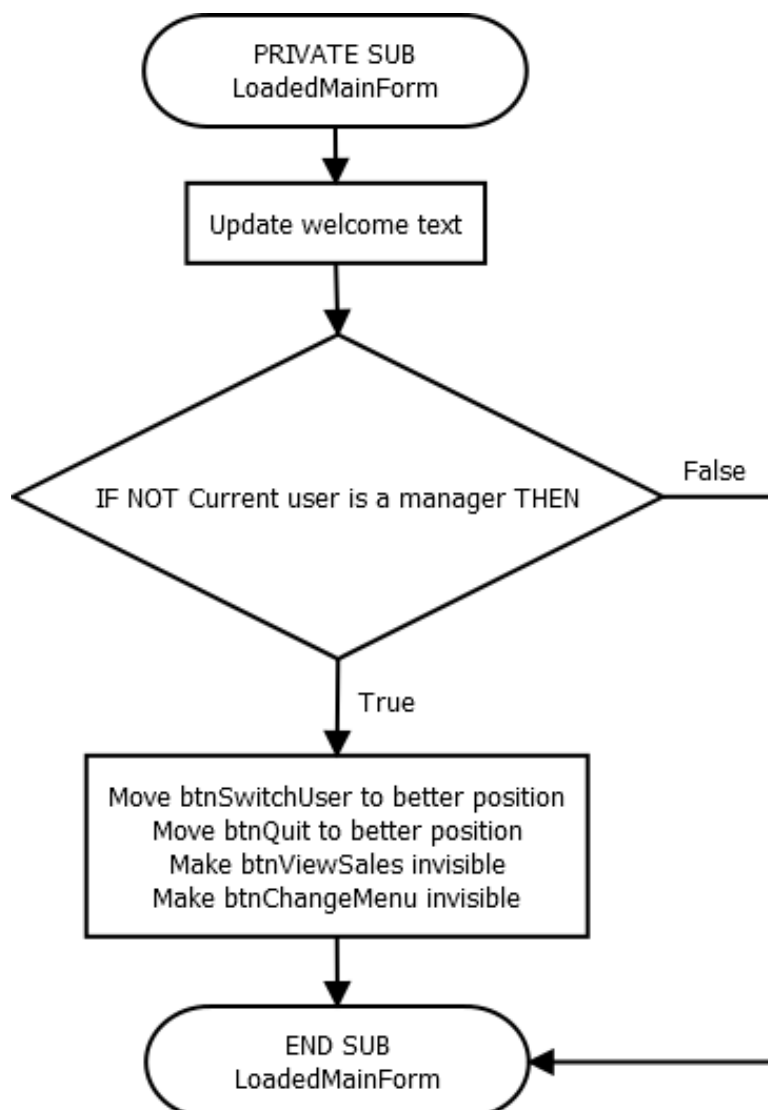 PRIVATE SUB
LoadedMainForm
Update welcome text
IF NOT Current user is a manager THEN
False
True
Move btnSwitchUser to better position
Move btnQuit to better position
Make btnViewSales invisible
Make btnChangeMenu invisible
END SUB
LoadedMainForm